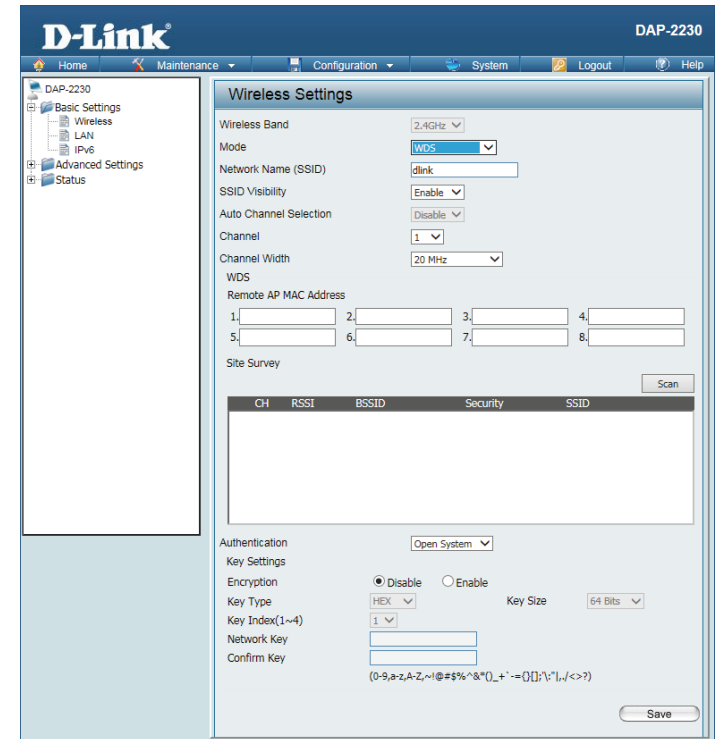 D-Link®
DAP-2230
Home Maintenance Configuration System Logout Help
DAP-2230
Basic Settings
Wireless
LAN
IPv6
Advanced Settings
Status
Wireless Settings
Wireless Band 2.4GHz
Mode WDS
Network Name (SSID) dlink
SSID Visibility Enable
Auto Channel Selection Disable
Channel 1
Channel Width 20 MHz
WDS
Remote AP MAC Address
1. 2. 3. 4.
5. 6. 7. 8.
Site Survey
Scan
CH RSSI BSSID Security SSID
Authentication Open System
Key Settings
Encryption Disable Enable
Key Type HEX Key Size 64 Bits
Key Index(1~4) 1
Network Key
Confirm Key
(0-9,a-z,A-Z,~!@#$%^&*()_+`-={}[];'\:"|,./<>?)
Save